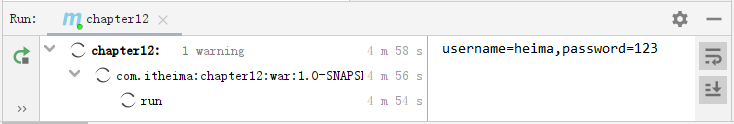 Run: chapter12
chapter12: 1 warning 4 m 58 s
com.itheima:chapter12:war:1.0-SNAPSH 4 m 56 s
run 4 m 54 s
username=heima,password=123